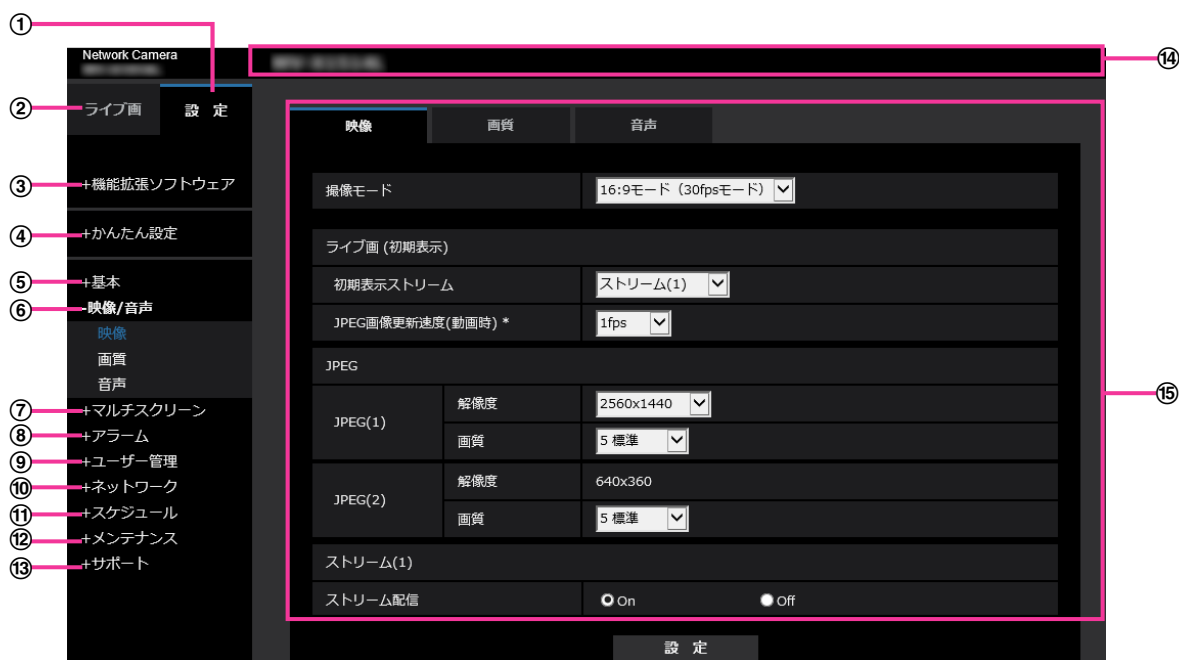 ①
Network Camera
⑭
② ライブ画 設 定
映像 画質 音声
③ +機能拡張ソフトウェア
撮像モード 16:9モード（30fpsモード）
④ +かんたん設定
ライブ画 (初期表示)
⑤ +基本
初期表示ストリーム ストリーム(1)
⑥ -映像/音声
JPEG画像更新速度(動画時) * 1fps
映像
画質
音声
JPEG
⑮
JPEG(1) 解像度 2560x1440
画質 5 標準
⑦ +マルチスクリーン
⑧ +アラーム
⑨ +ユーザー管理
⑩ +ネットワーク
⑪ +スケジュール
⑫ +メンテナンス
⑬ +サポート
JPEG(2) 解像度 640x360
画質 5 標準
ストリーム(1)
ストリーム配信 On Off
設 定